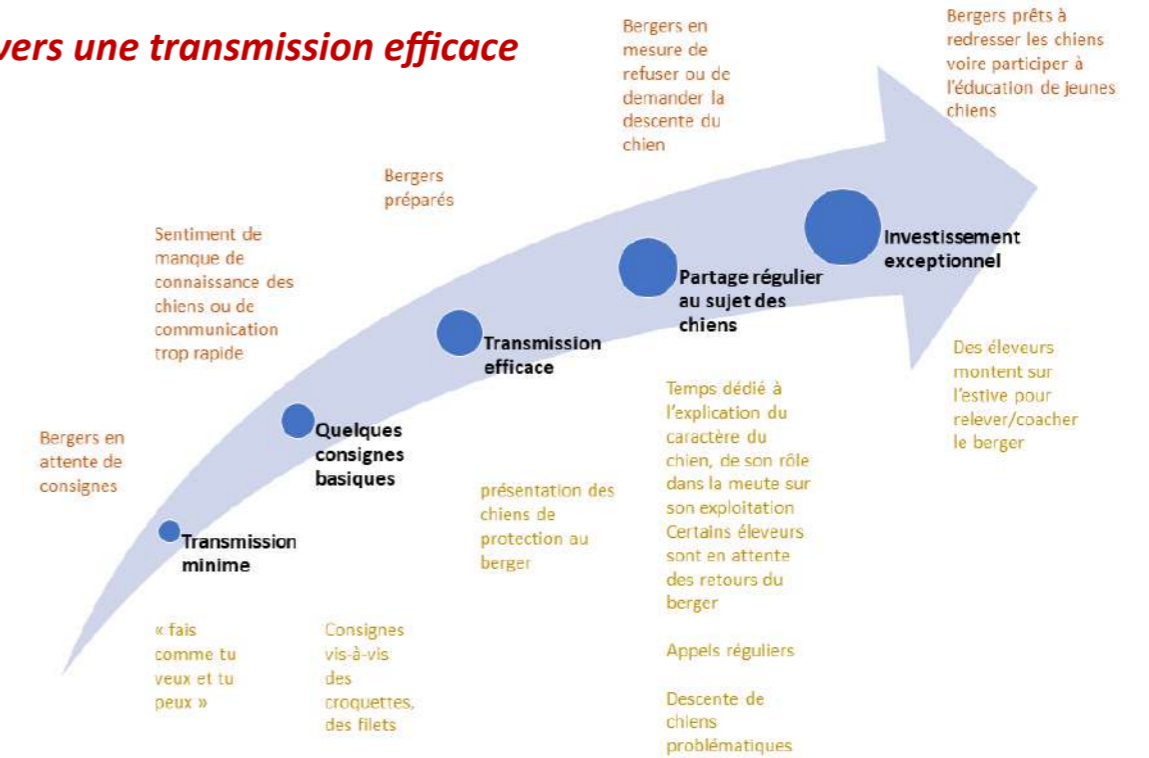 vers une transmission efficace
Bergers en
attente de
consignes
Sentiment de
manque de
connaissance des
chiens ou de
communication
trop rapide
Bergers
préparés
Bergers en
mesure de
refuser ou de
demander la
descente du
chien
Bergers prêts à
redresser les chiens
voire participer à
l'éducation de jeunes
chiens
Transmission
minime
Quelques
consignes
basiques
Transmission
efficace
Partage régulier
au sujet des
chiens
Investissement
exceptionnel
« fais
comme tu
veux et tu
peux »
Consignes
vis-à-vis
des
croquettes,
des filets
présentation des
chiens de
protection au
berger
Temps dédié à
l'explication du
caractère du
chien, de son rôle
dans la meute sur
son exploitation
Certains éleveurs
sont en attente
des retours du
berger
Appels réguliers
Descente de
chiens
problématiques
Des éleveurs
montent sur
l'estive pour
relever/coacher
le berger